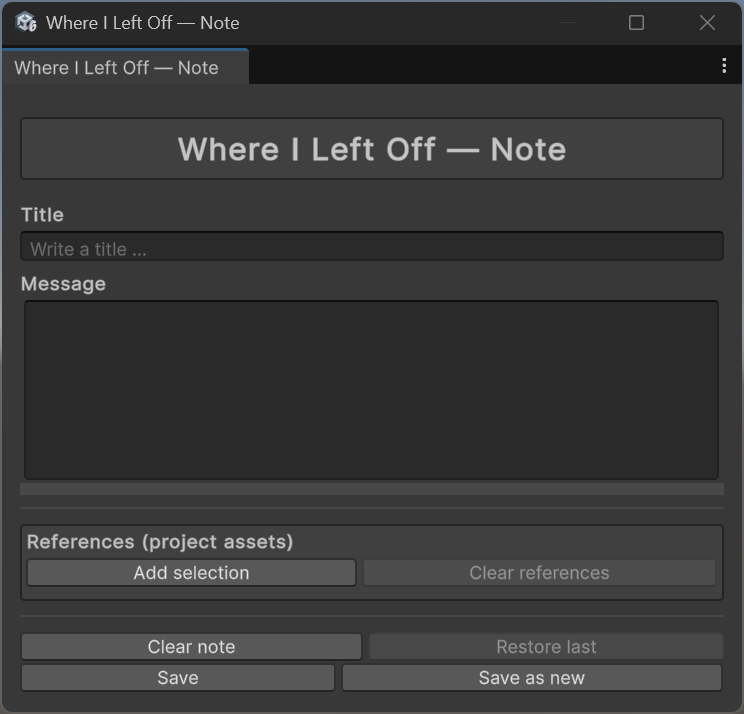 Where I Left Off — Note
Where I Left Off — Note
Where I Left Off — Note
Title
Write a title ...
Message
References (project assets)
Add selection Clear references
Clear note Restore last
Save Save as new